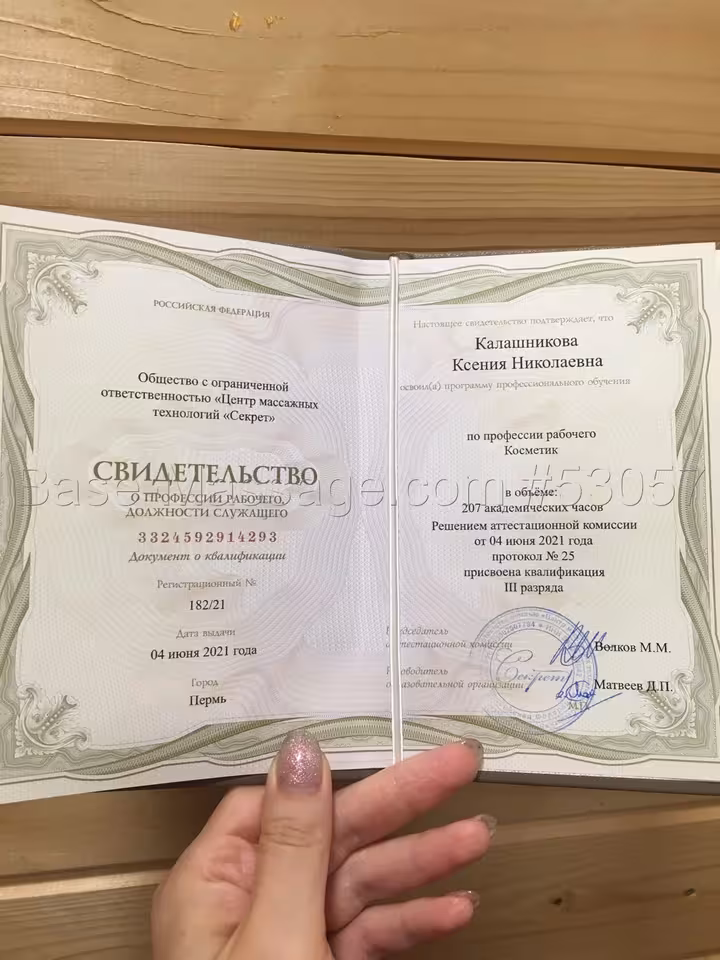 РОССИЙСКАЯ ФЕДЕРАЦИЯ
Общество с ограниченной
ответственностью «Центр массажных
технологий «Секрет»
СВИДЕТЕЛЬСТВО
О ПРОФЕССИИ РАБОЧЕГО,
ДОЛЖНОСТИ СЛУЖАЩЕГО
3324592914293
Документ о квалификации
Регистрационный №
182/21
Дата выдачи
04 июня 2021 года
Город
Пермь
Настоящее свидетельство подтверждает, что
Калашникова
Ксения Николаевна
освоил(а) программу профессионального обучения
по профессии рабочего
Косметик
в объеме:
207 академических часов
Решением аттестационной комиссии
от 04 июня 2021 года
протокол № 25
присвоена квалификация
III разряда
Председатель
аттестационной комиссии
Волков М.М.
Руководитель
образовательной организации
Матвеев Д.П.
М.П.
Секрет
#53057